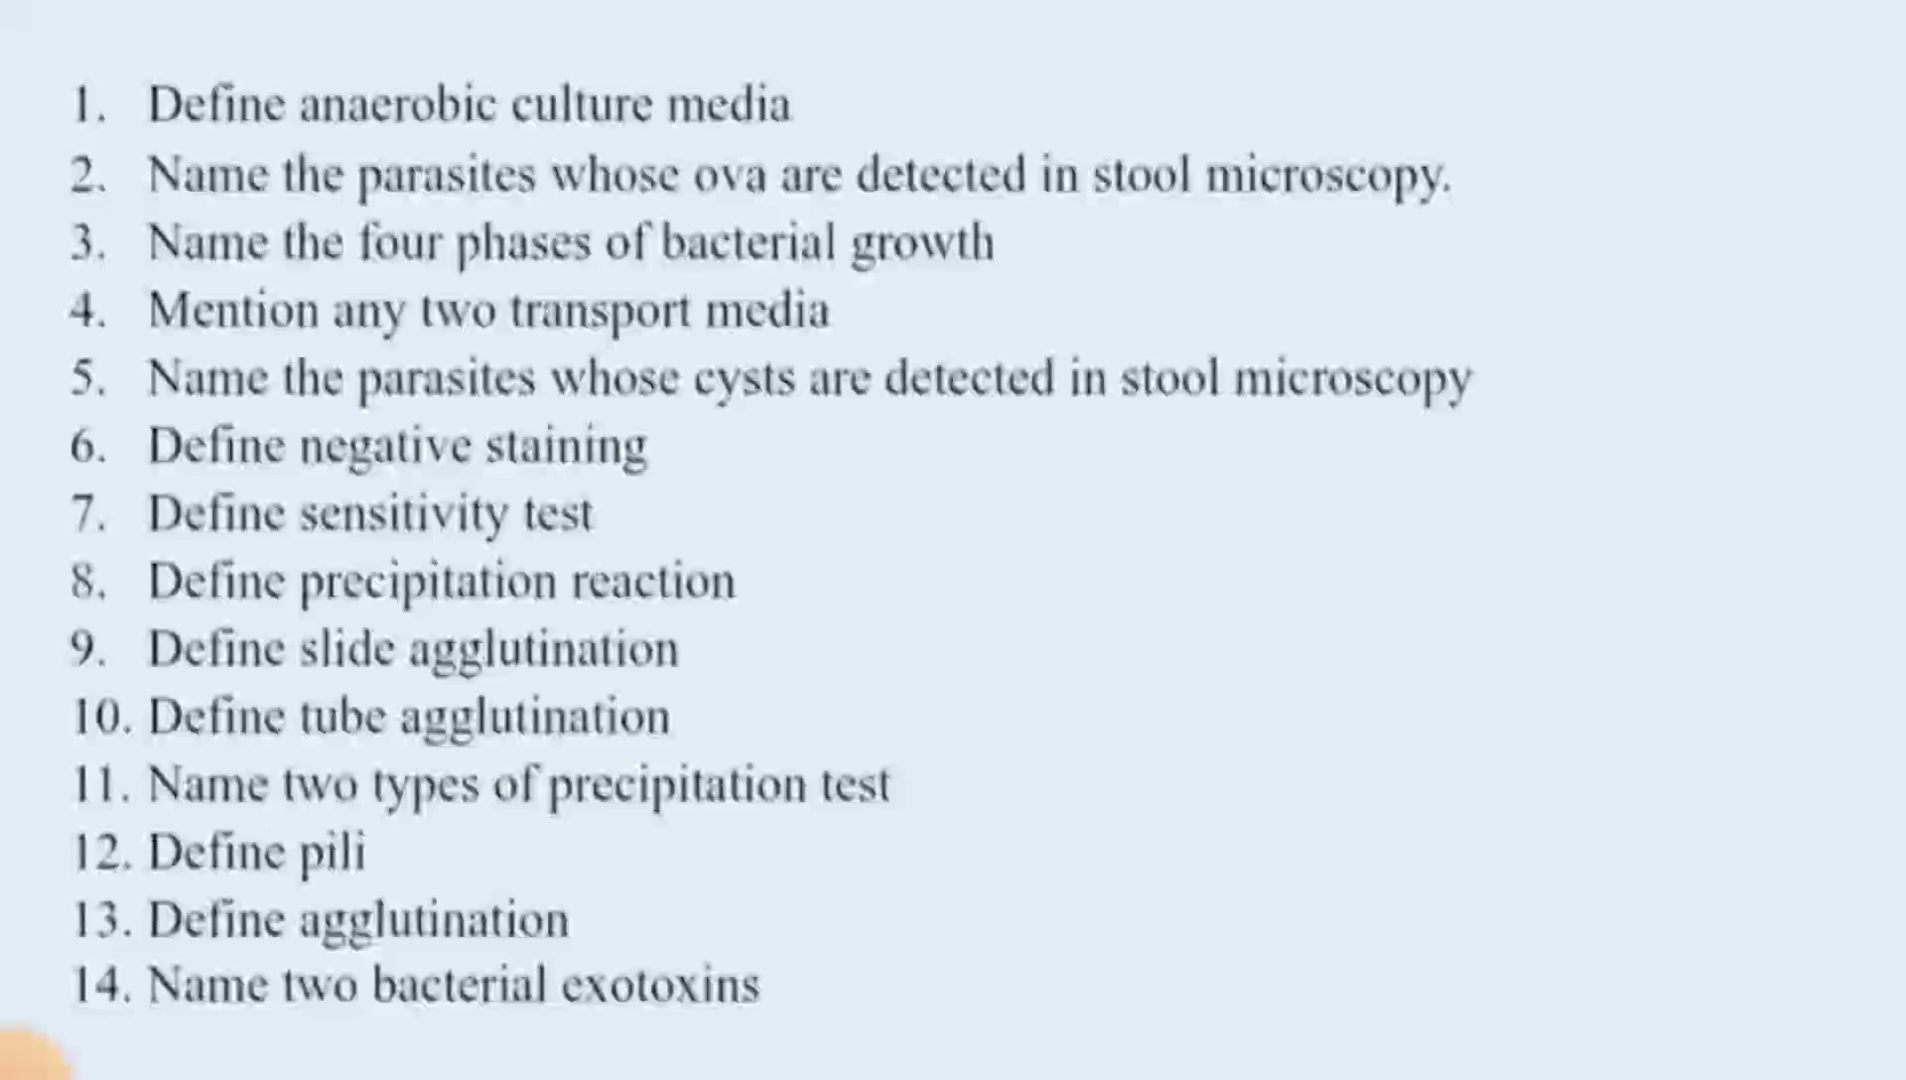 1. Define anaerobic culture media
2. Name the parasites whose ova are detected in stool microscopy.
3. Name the four phases of bacterial growth
4. Mention any two transport media
5. Name the parasites whose cysts are detected in stool microscopy
6. Define negative staining
7. Define sensitivity test
8. Define precipitation reaction
9. Define slide agglutination
10. Define tube agglutination
11. Name two types of precipitation test
12. Define pili
13. Define agglutination
14. Name two bacterial exotoxins